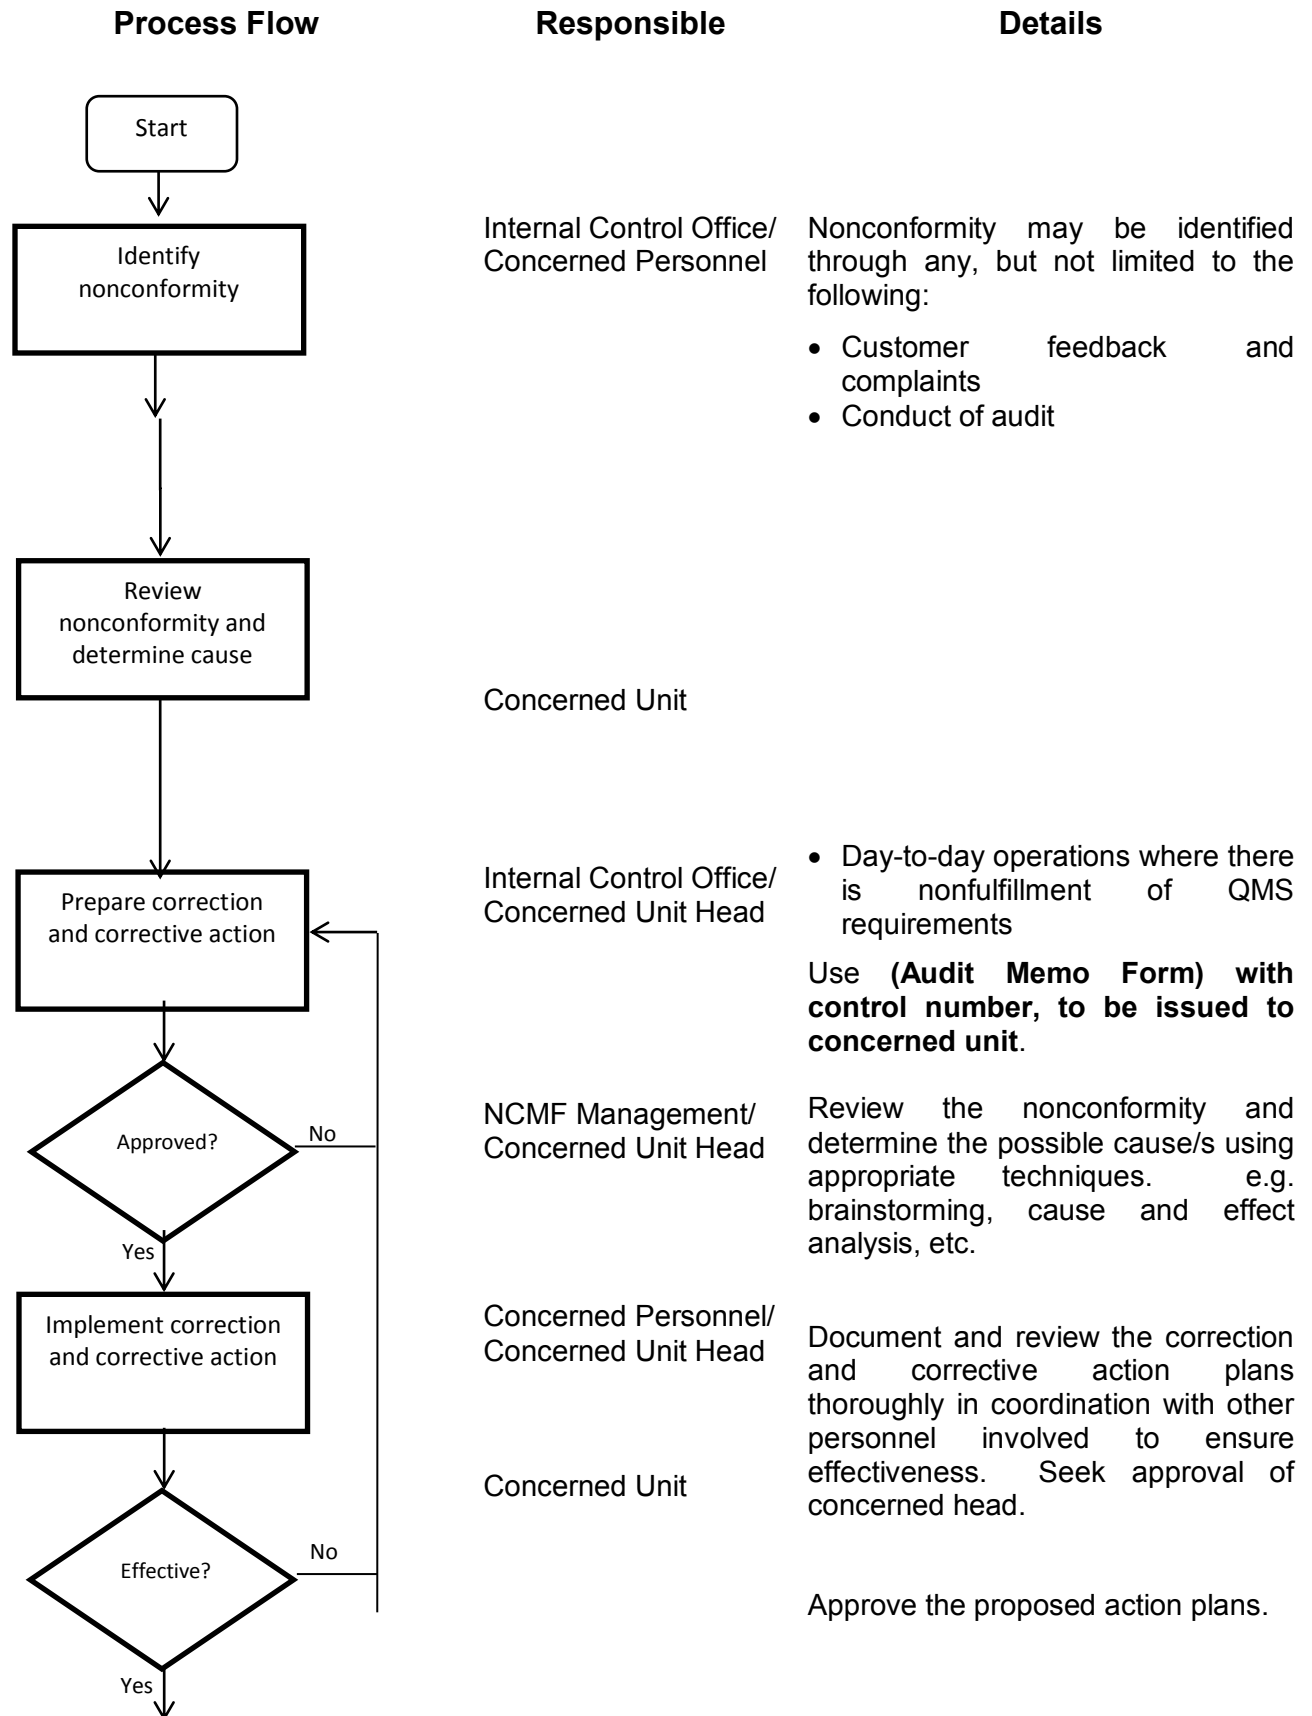 Process Flow
Responsible
Details
Start
Identify
nonconformity
Internal Control Office/
Concerned Personnel
Nonconformity may be identified
through any, but not limited to the
following:
• Customer feedback and
complaints
• Conduct of audit
Review
nonconformity and
determine cause
Concerned Unit
Prepare correction
and corrective action
Internal Control Office/
Concerned Unit Head
• Day-to-day operations where there
is nonfulfillment of QMS
requirements
Use (Audit Memo Form) with
control number, to be issued to
concerned unit.
Approved?
No
Yes
NCMF Management/
Concerned Unit Head
Review the nonconformity and
determine the possible cause/s using
appropriate techniques. e.g.
brainstorming, cause and effect
analysis, etc.
Implement correction
and corrective action
Concerned Personnel/
Concerned Unit Head
Document and review the correction
and corrective action plans
thoroughly in coordination with other
personnel involved to ensure
effectiveness. Seek approval of
concerned head.
Concerned Unit
Effective?
No
Yes
Approve the proposed action plans.